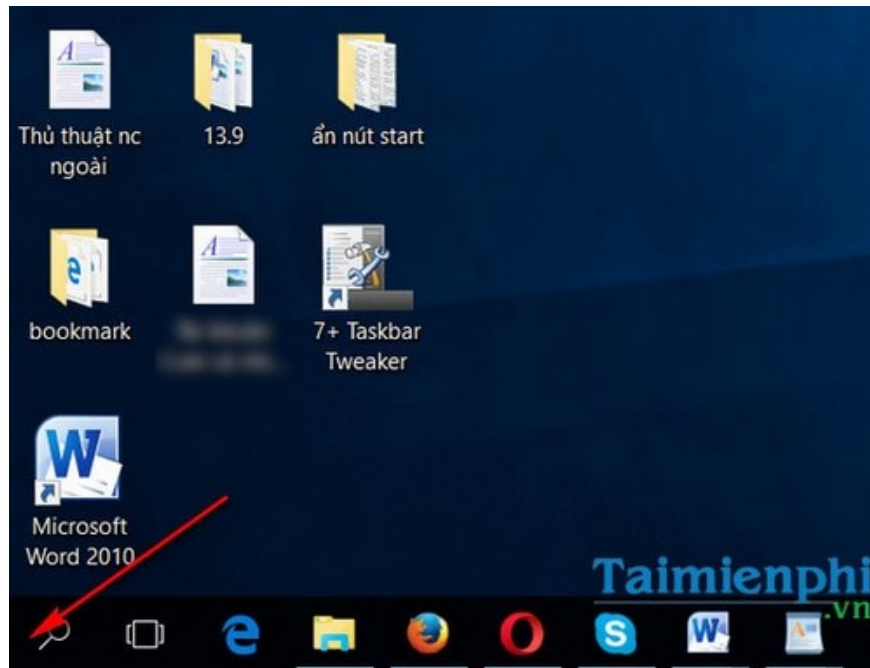 Thủ thuật nc
ngoài
13.9
ẩn nút start
bookmark
7+ Taskbar
Tweaker
Microsoft
Word 2010
Taimienphi
.vn